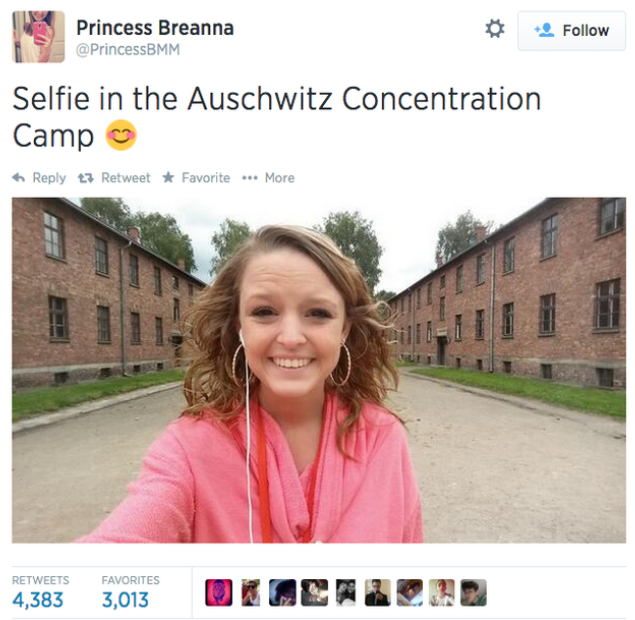 Princess Breanna
@PrincessBMM
Follow
Selfie in the Auschwitz Concentration
Camp 😊
Reply Retweet Favorite ••• More
RETWEETS FAVORITES
4,383 3,013